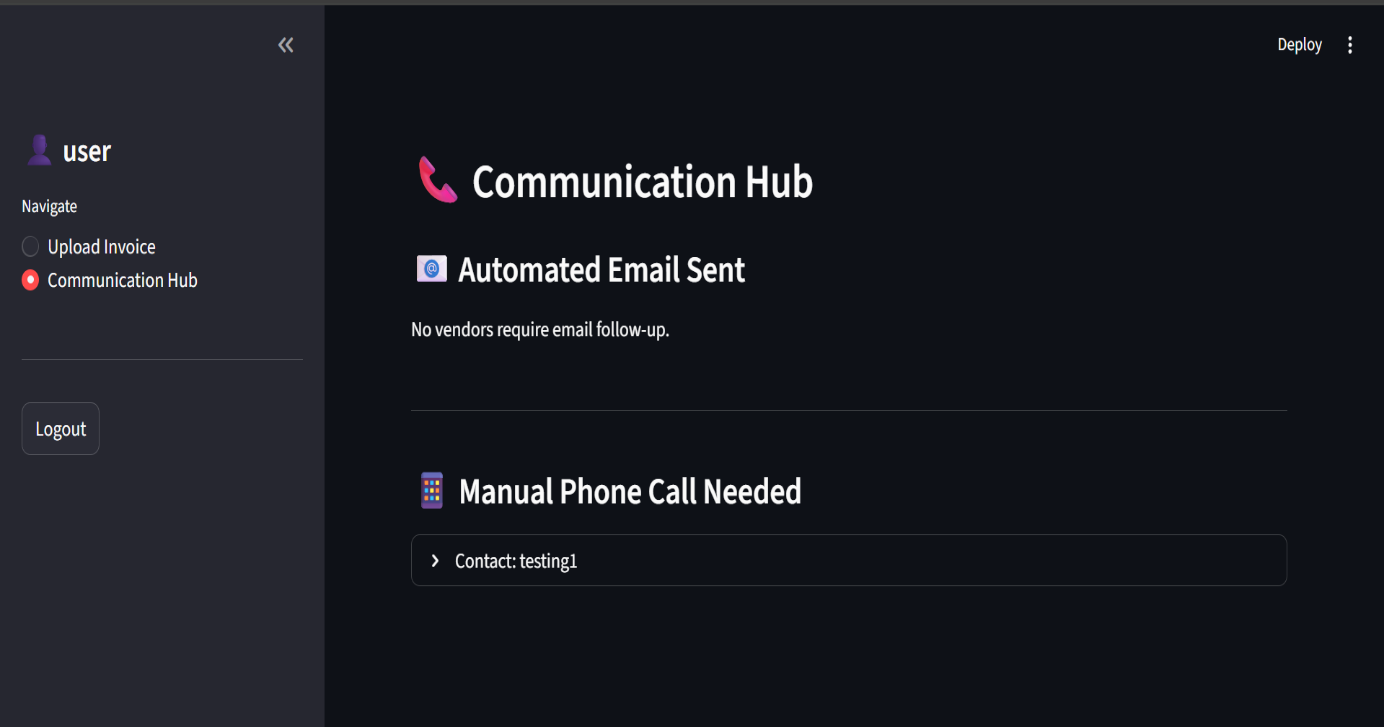 Deploy
user
Navigate
Upload Invoice
Communication Hub
Logout
Communication Hub
Automated Email Sent
No vendors require email follow-up.
Manual Phone Call Needed
Contact: testing1